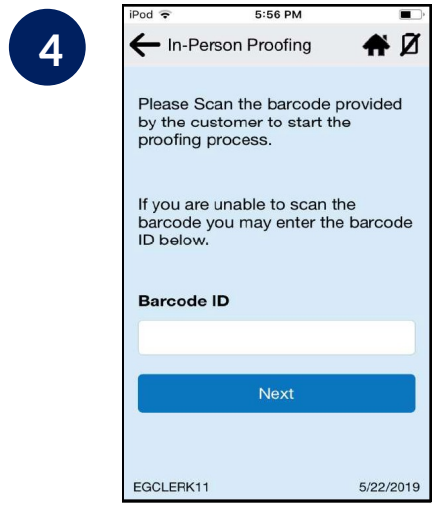 4
iPod 5:56 PM
In-Person Proofing
Please Scan the barcode provided
by the customer to start the
proofing process.
If you are unable to scan the
barcode you may enter the barcode
ID below.
Barcode ID
Next
EGCLERK11 5/22/2019